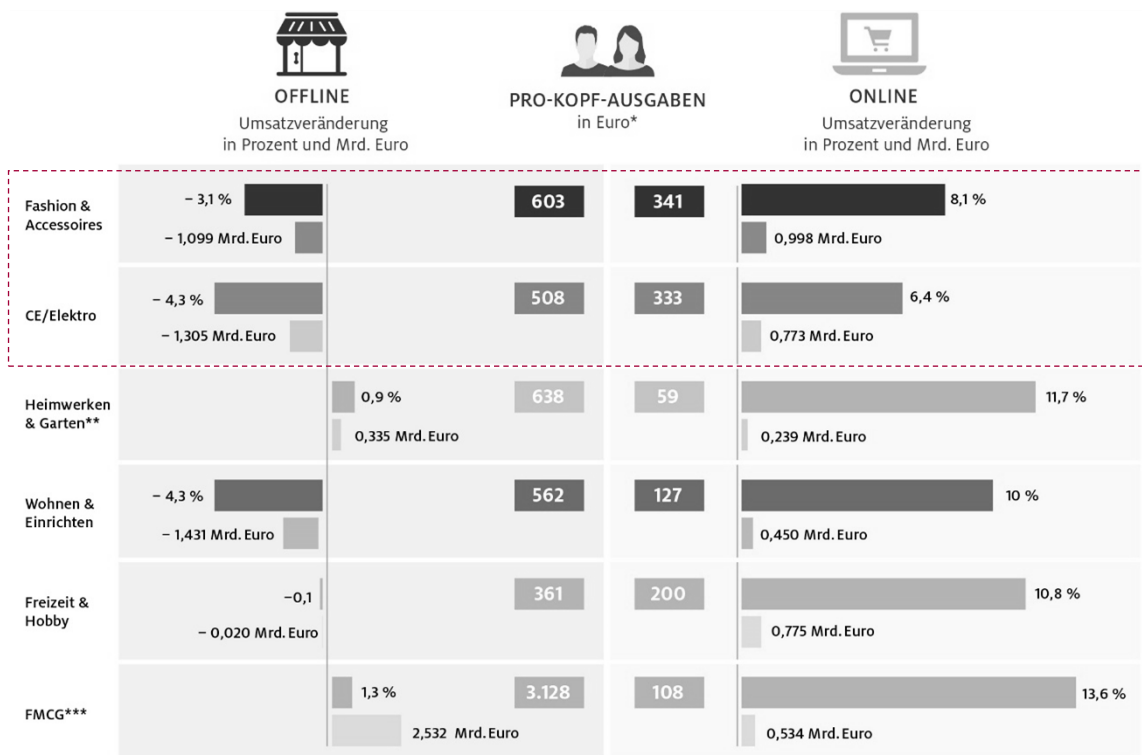 OFFLINE
Umsatzveränderung
in Prozent und Mrd. Euro
PRO-KOPF-AUSGABEN
in Euro*
ONLINE
Umsatzveränderung
in Prozent und Mrd. Euro
Fashion &
Accessoires
– 3,1 %
– 1,099 Mrd. Euro
603
341
8,1 %
0,998 Mrd. Euro
CE/Elektro
– 4,3 %
– 1,305 Mrd. Euro
508
333
6,4 %
0,773 Mrd. Euro
Heimwerken
& Garten**
0,9 %
0,335 Mrd. Euro
638
59
11,7 %
0,239 Mrd. Euro
Wohnen &
Einrichten
– 4,3 %
– 1,431 Mrd. Euro
562
127
10 %
0,450 Mrd. Euro
Freizeit &
Hobby
–0,1
– 0,020 Mrd. Euro
361
200
10,8 %
0,775 Mrd. Euro
FMCG***
1,3 %
2,532 Mrd. Euro
3.128
108
13,6 %
0,534 Mrd. Euro